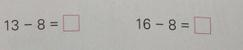 13 - 8 = □ 16 - 8 = □